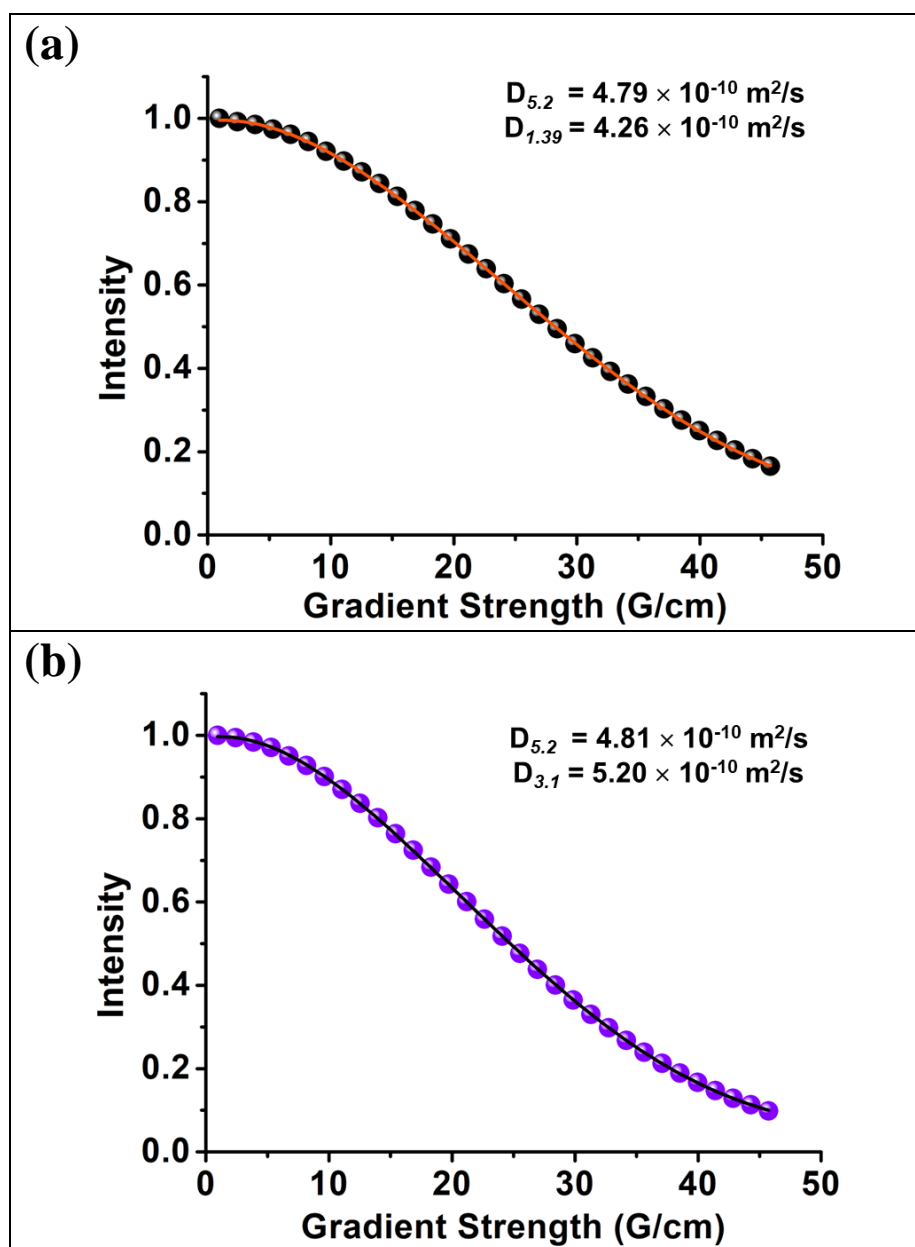 (a)
D5.2 = 4.79 × 10-10 m2/s
D1.39 = 4.26 × 10-10 m2/s
1.0
0.8
0.6
0.4
0.2
0.0
Intensity
0 10 20 30 40 50
Gradient Strength (G/cm)
(b)
D5.2 = 4.81 × 10-10 m2/s
D3.1 = 5.20 × 10-10 m2/s
1.0
0.8
0.6
0.4
0.2
0.0
Intensity
0 10 20 30 40 50
Gradient Strength (G/cm)